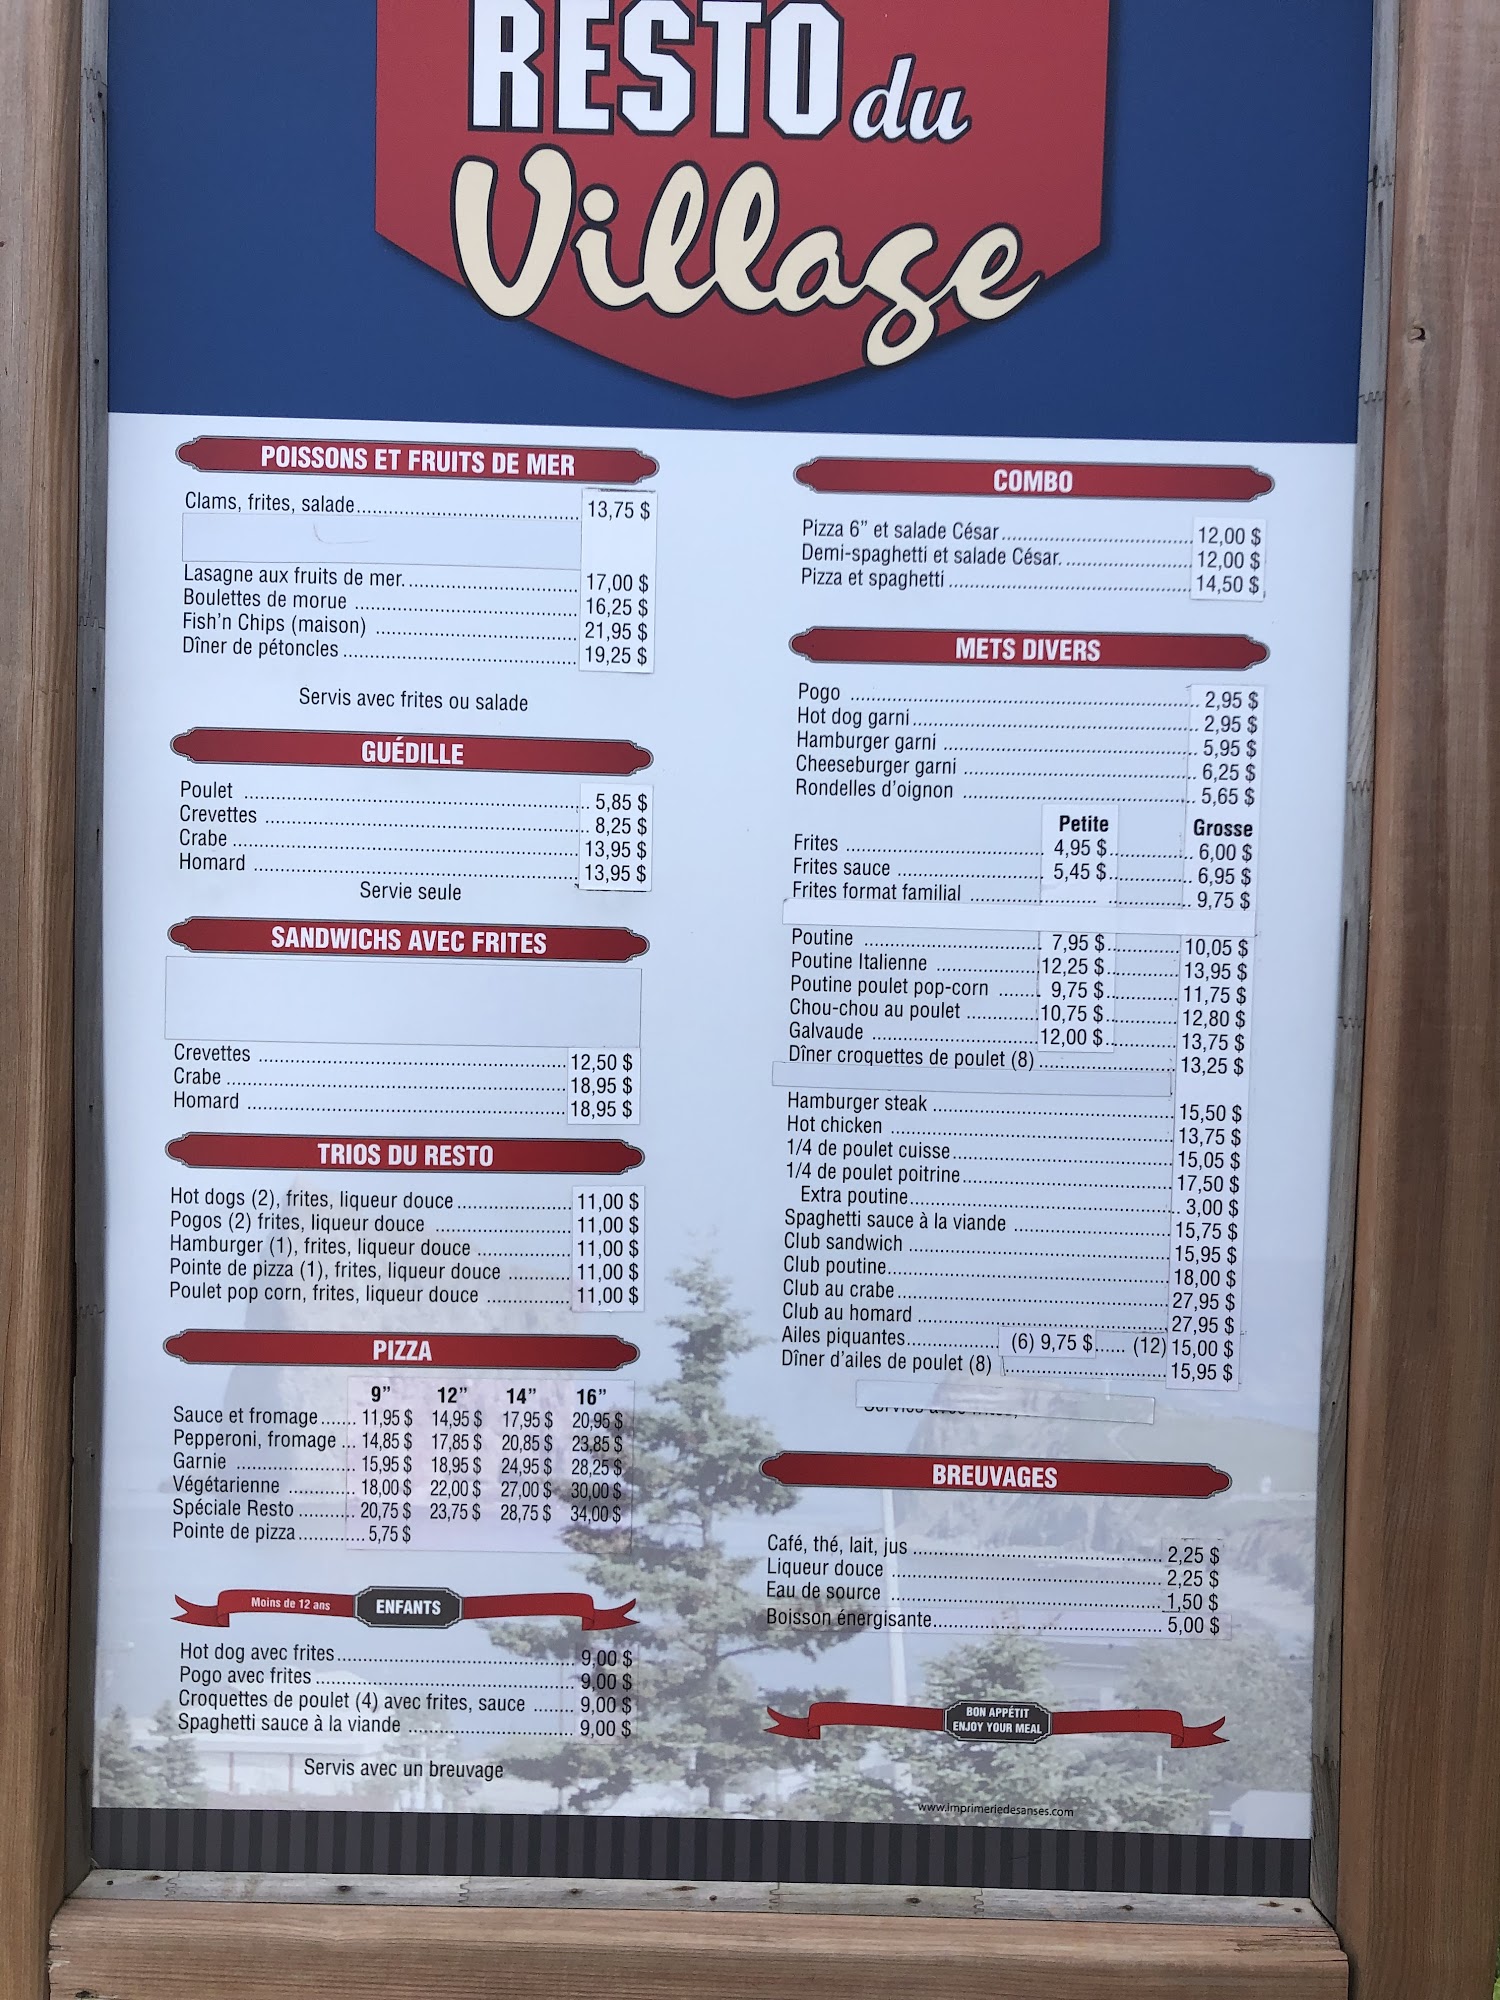 RESTO du
Village
POISSONS ET FRUITS DE MER
Clams, frites, salade 13,75 $
Lasagne aux fruits de mer. 17,00 $
Boulettes de morue 16,25 $
Fish'n Chips (maison) 21,95 $
Dîner de pétoncles 19,25 $
Servis avec frites ou salade
GUÉDILLE
Poulet 5,85 $
Crevettes 8,25 $
Crabe 13,95 $
Homard 13,95 $
Servie seule
SANDWICHS AVEC FRITES
Crevettes 12,50 $
Crabe 18,95 $
Homard 18,95 $
TRIOS DU RESTO
Hot dogs (2), frites, liqueur douce 11,00 $
Pogos (2) frites, liqueur douce 11,00 $
Hamburger (1), frites, liqueur douce 11,00 $
Pointe de pizza (1), frites, liqueur douce 11,00 $
Poulet pop corn, frites, liqueur douce 11,00 $
PIZZA
9" 12" 14" 16"
Sauce et fromage 11,95 $ 14,95 $ 17,95 $ 20,95 $
Pepperoni, fromage 14,85 $ 17,85 $ 20,85 $ 23,85 $
Garnie 15,95 $ 18,95 $ 24,95 $ 28,25 $
Végétarienne 18,00 $ 22,00 $ 27,00 $ 30,00 $
Spéciale Resto 20,75 $ 23,75 $ 28,75 $ 34,00 $
Pointe de pizza 5,75 $
Moins de 12 ans ENFANTS
Hot dog avec frites 9,00 $
Pogo avec frites 9,00 $
Croquettes de poulet (4) avec frites, sauce 9,00 $
Spaghetti sauce à la viande 9,00 $
Servis avec un breuvage
COMBO
Pizza 6" et salade César 12,00 $
Demi-spaghetti et salade César. 12,00 $
Pizza et spaghetti 14,50 $
METS DIVERS
Pogo 2,95 $
Hot dog garni 2,95 $
Hamburger garni 5,95 $
Cheeseburger garni 6,25 $
Rondelles d'oignon 5,65 $
Petite Grosse
Frites 4,95 $ 6,00 $
Frites sauce 5,45 $ 6,95 $
Frites format familial 9,75 $
Poutine 7,95 $ 10,05 $
Poutine Italienne 12,25 $ 13,95 $
Poutine poulet pop-corn 9,75 $ 11,75 $
Chou-chou au poulet 10,75 $ 12,80 $
Galvaude 12,00 $ 13,75 $
Dîner croquettes de poulet (8) 13,25 $
Hamburger steak 15,50 $
Hot chicken 13,75 $
1/4 de poulet cuisse 15,05 $
1/4 de poulet poitrine 17,50 $
Extra poutine 3,00 $
Spaghetti sauce à la viande 15,75 $
Club sandwich 15,95 $
Club poutine 18,00 $
Club au crabe 27,95 $
Club au homard 27,95 $
Ailes piquantes (6) 9,75 $ (12) 15,00 $
Dîner d'ailes de poulet (8) 15,95 $
BREUVAGES
Café, thé, lait, jus 2,25 $
Liqueur douce 2,25 $
Eau de source 1,50 $
Boisson énergisante 5,00 $
BON APPÉTIT
ENJOY YOUR MEAL
www.imprimeriedesanses.com